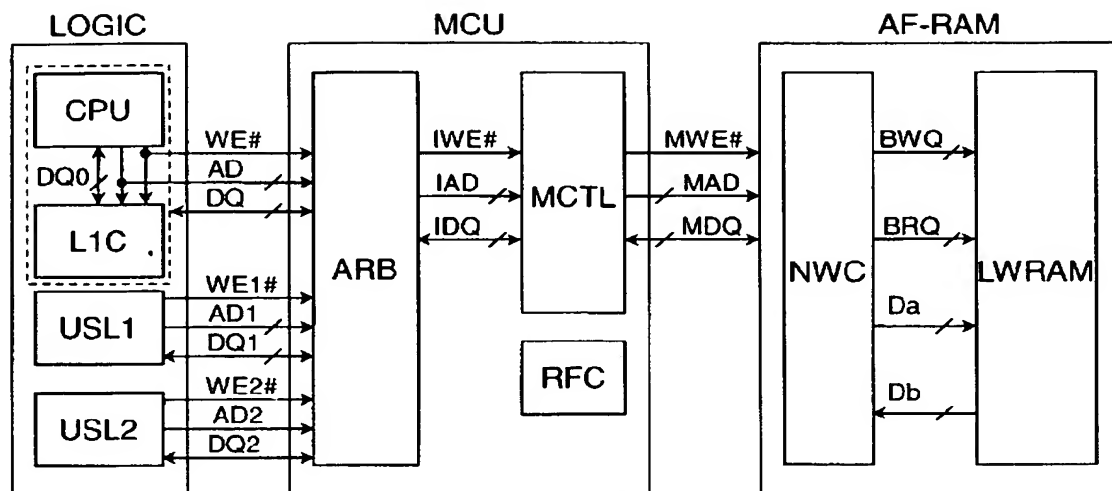 LOGIC
MCU
AF-RAM
CPU
DQ0
L1C
USL1
USL2
WE#
AD
DQ
WE1#
AD1
DQ1
WE2#
AD2
DQ2
ARB
IWE#
IAD
IDQ
MCTL
RFC
MWE#
MAD
MDQ
NWC
BWQ
BRQ
Da
Db
LWRAM